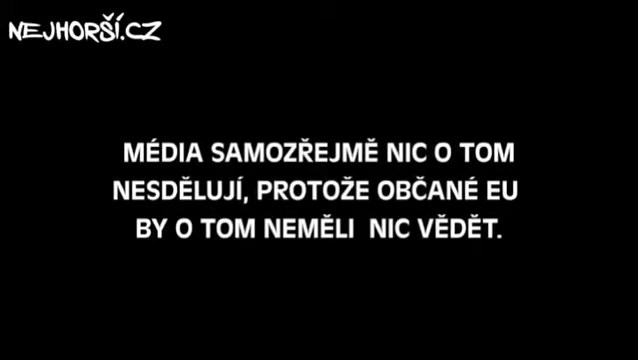 NEJHORŠÍ.CZ
MÉDIA SAMOZŘEJMĚ NIC O TOM
NESDĚLUJÍ, PROTOŽE OBČANÉ EU
BY O TOM NEMĚLI  NIC VĚDĚT.